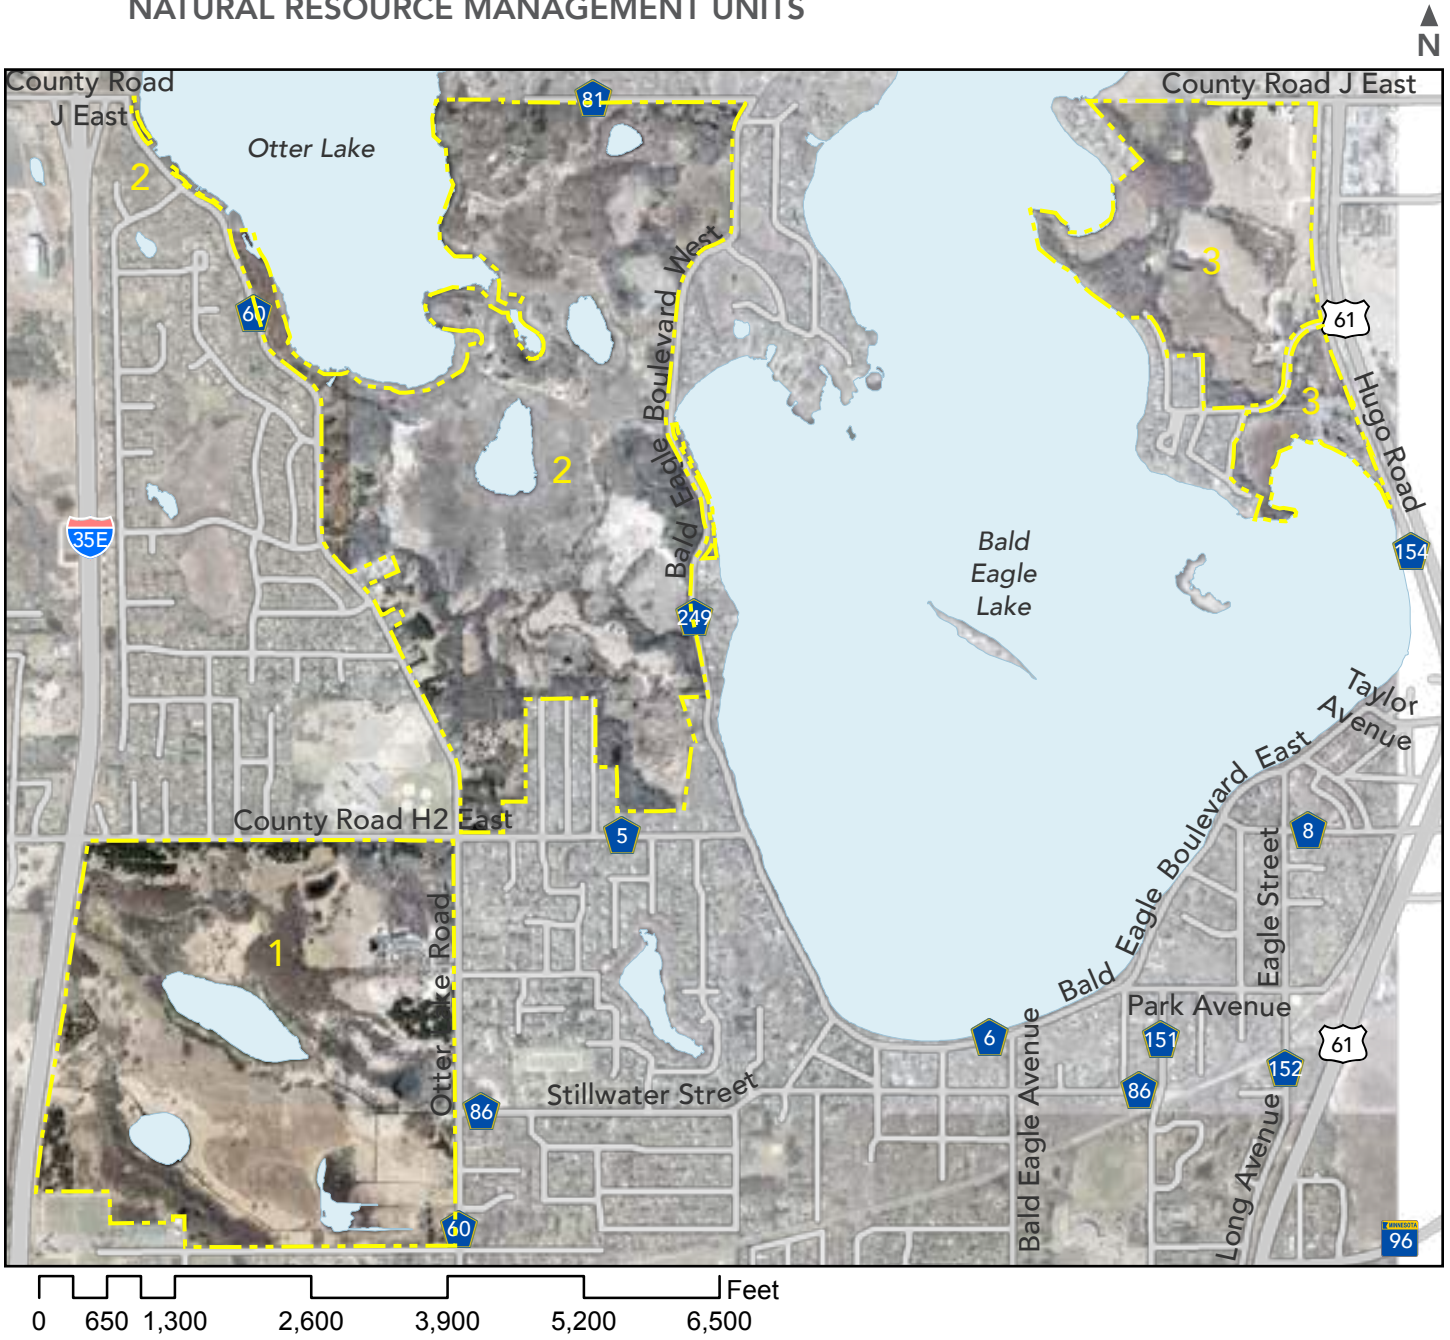 NATURAL RESOURCE MANAGEMENT UNITS
N
County Road
J East
81
County Road J East
Otter Lake
2
Bald Eagle Boulevard West
3
60
61
3
Hugo Road
2
35E
Bald
Eagle
Lake
154
249
Taylor
Avenue
County Road H2 East
5
8
Bald Eagle Boulevard East
Eagle Street
1
Otter Lake Road
Park Avenue
6
151
61
152
86
Stillwater Street
86
Bald Eagle Avenue
Long Avenue
60
MINNESOTA
96
Feet
0 650 1,300 2,600 3,900 5,200 6,500